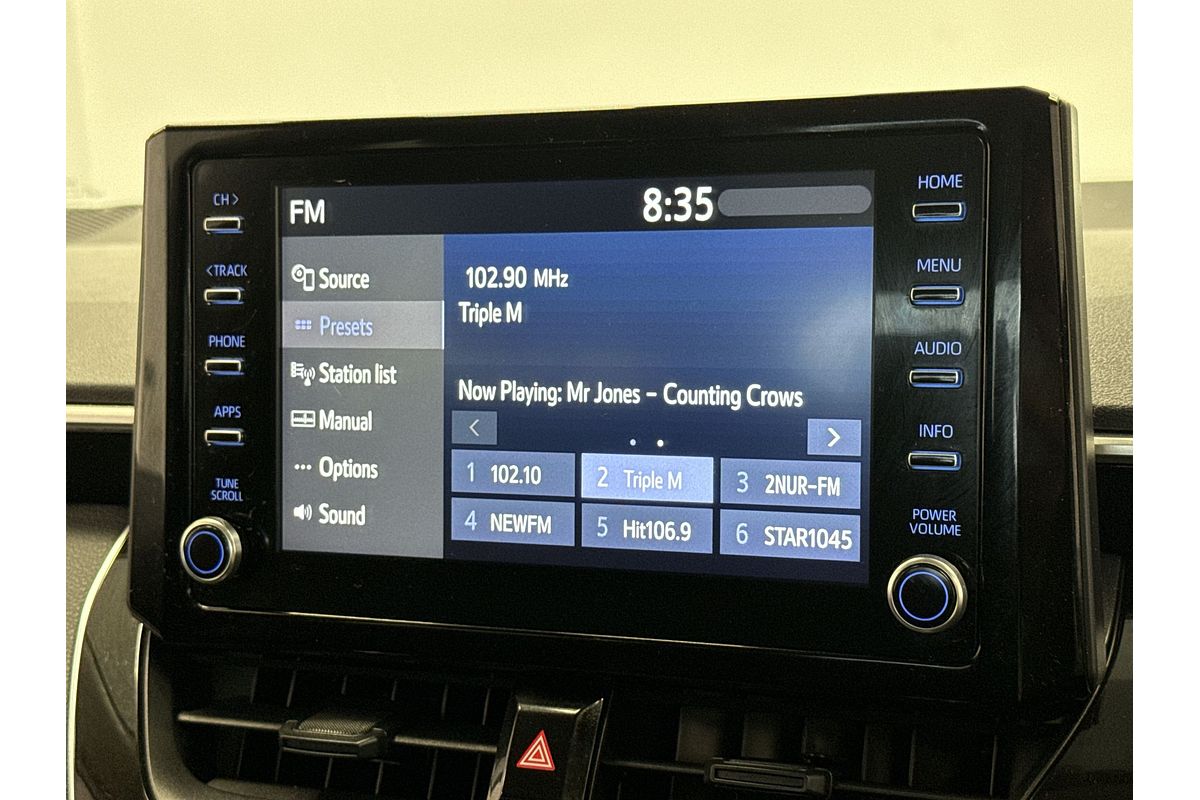 CH >
< TRACK
PHONE
APPS
TUNE
SCROLL
FM
8:35
Source
Presets
Station list
Manual
Options
Sound
102.90 MHz
Triple M
Now Playing: Mr Jones - Counting Crows
1 102.10
2 Triple M
3 2NUR-FM
4 NEWFM
5 Hit106.9
6 STAR1045
HOME
MENU
AUDIO
INFO
POWER
VOLUME